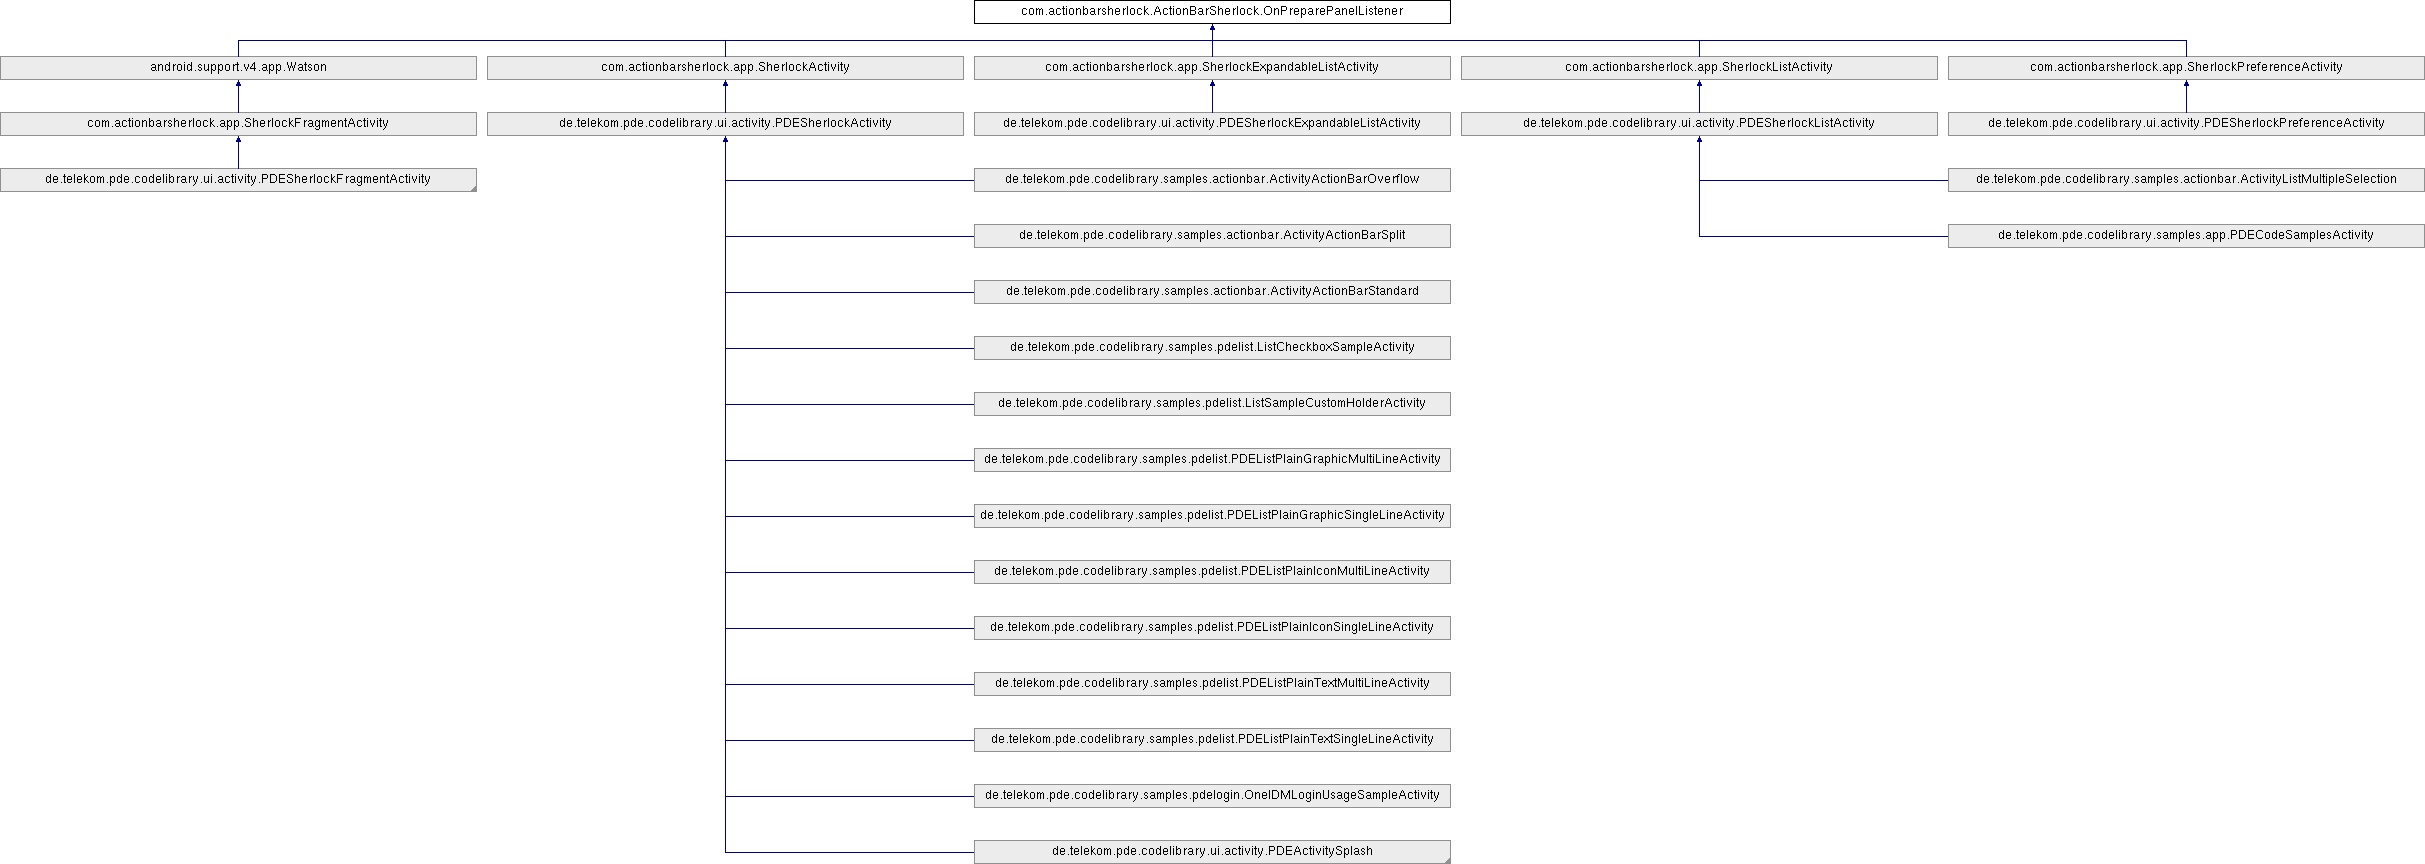 com.actionbarsherlock.ActionBarSherlock.OnPreparePanelListener
android.support.v4.app.Watson
com.actionbarsherlock.app.SherlockActivity
com.actionbarsherlock.app.SherlockExpandableListActivity
com.actionbarsherlock.app.SherlockListActivity
com.actionbarsherlock.app.SherlockPreferenceActivity
com.actionbarsherlock.app.SherlockFragmentActivity
de.telekom.pde.codelibrary.ui.activity.PDESherlockActivity
de.telekom.pde.codelibrary.ui.activity.PDESherlockExpandableListActivity
de.telekom.pde.codelibrary.ui.activity.PDESherlockListActivity
de.telekom.pde.codelibrary.ui.activity.PDESherlockPreferenceActivity
de.telekom.pde.codelibrary.ui.activity.PDESherlockFragmentActivity
de.telekom.pde.codelibrary.samples.actionbar.ActivityActionBarOverflow
de.telekom.pde.codelibrary.samples.actionbar.ActivityListMultipleSelection
de.telekom.pde.codelibrary.samples.actionbar.ActivityActionBarSplit
de.telekom.pde.codelibrary.samples.app.PDECodeSamplesActivity
de.telekom.pde.codelibrary.samples.actionbar.ActivityActionBarStandard
de.telekom.pde.codelibrary.samples.pdelist.ListCheckboxSampleActivity
de.telekom.pde.codelibrary.samples.pdelist.ListSampleCustomHolderActivity
de.telekom.pde.codelibrary.samples.pdelist.PDEListPlainGraphicMultiLineActivity
de.telekom.pde.codelibrary.samples.pdelist.PDEListPlainGraphicSingleLineActivity
de.telekom.pde.codelibrary.samples.pdelist.PDEListPlainIconMultiLineActivity
de.telekom.pde.codelibrary.samples.pdelist.PDEListPlainIconSingleLineActivity
de.telekom.pde.codelibrary.samples.pdelist.PDEListPlainTextMultiLineActivity
de.telekom.pde.codelibrary.samples.pdelist.PDEListPlainTextSingleLineActivity
de.telekom.pde.codelibrary.samples.pdelogin.OneIDMLoginUsageSampleActivity
de.telekom.pde.codelibrary.ui.activity.PDEActivitySplash